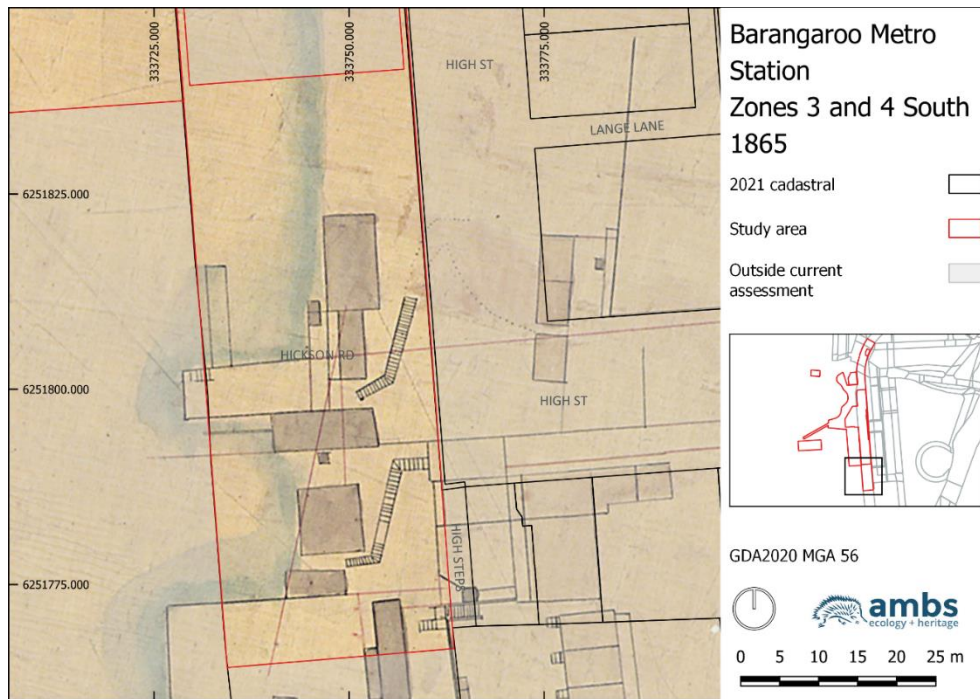 333725.000
333750.000
333775.000
HIGH ST
LANGE LANE
6251825.000
HICKSON RD
6251800.000
HIGH ST
HIGH STEPS
6251775.000
Barangaroo Metro
Station
Zones 3 and 4 South
1865
2021 cadastral
Study area
Outside current
assessment
GDA2020 MGA 56
ambs
ecology + heritage
0 5 10 15 20 25 m